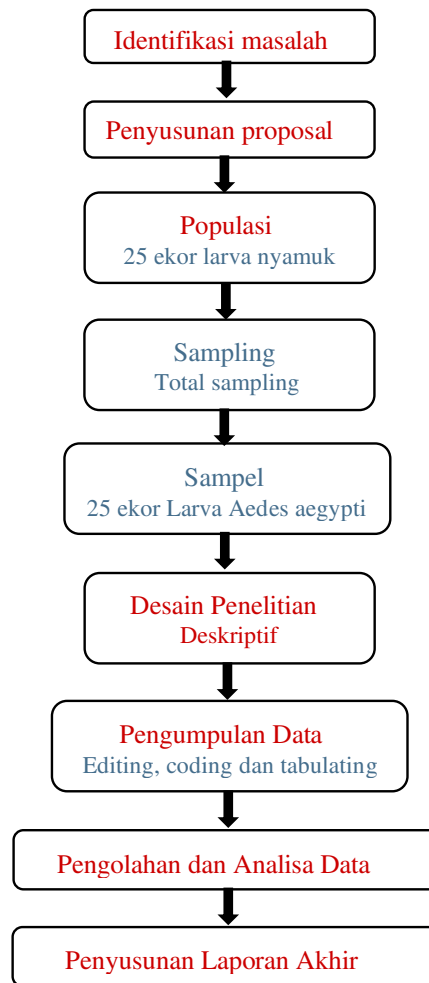 Identifikasi masalah
Penyusunan proposal
Populasi
25 ekor larva nyamuk
Sampling
Total sampling
Sampel
25 ekor Larva Aedes aegypti
Desain Penelitian
Deskriptif
Pengumpulan Data
Editing, coding dan tabulating
Pengolahan dan Analisa Data
Penyusunan Laporan Akhir